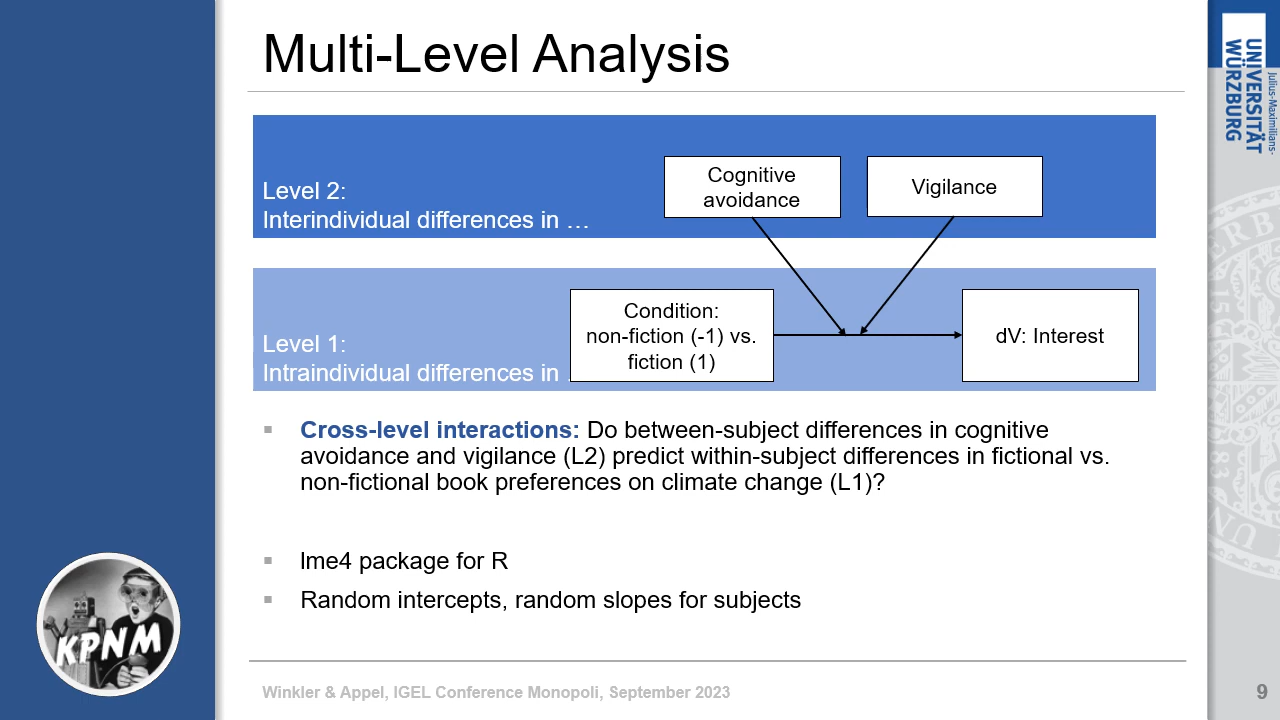 Multi-Level Analysis
Level 2:
Interindividual differences in …
Cognitive
avoidance
Vigilance
Level 1:
Intraindividual differences in
Condition:
non-fiction (-1) vs.
fiction (1)
dV: Interest
Cross-level interactions: Do between-subject differences in cognitive
avoidance and vigilance (L2) predict within-subject differences in fictional vs.
non-fictional book preferences on climate change (L1)?
lme4 package for R
Random intercepts, random slopes for subjects
Winkler & Appel, IGEL Conference Monopoli, September 2023
9
KPNM
Julius-Maximilians-
UNIVERSITÄT
WÜRZBURG